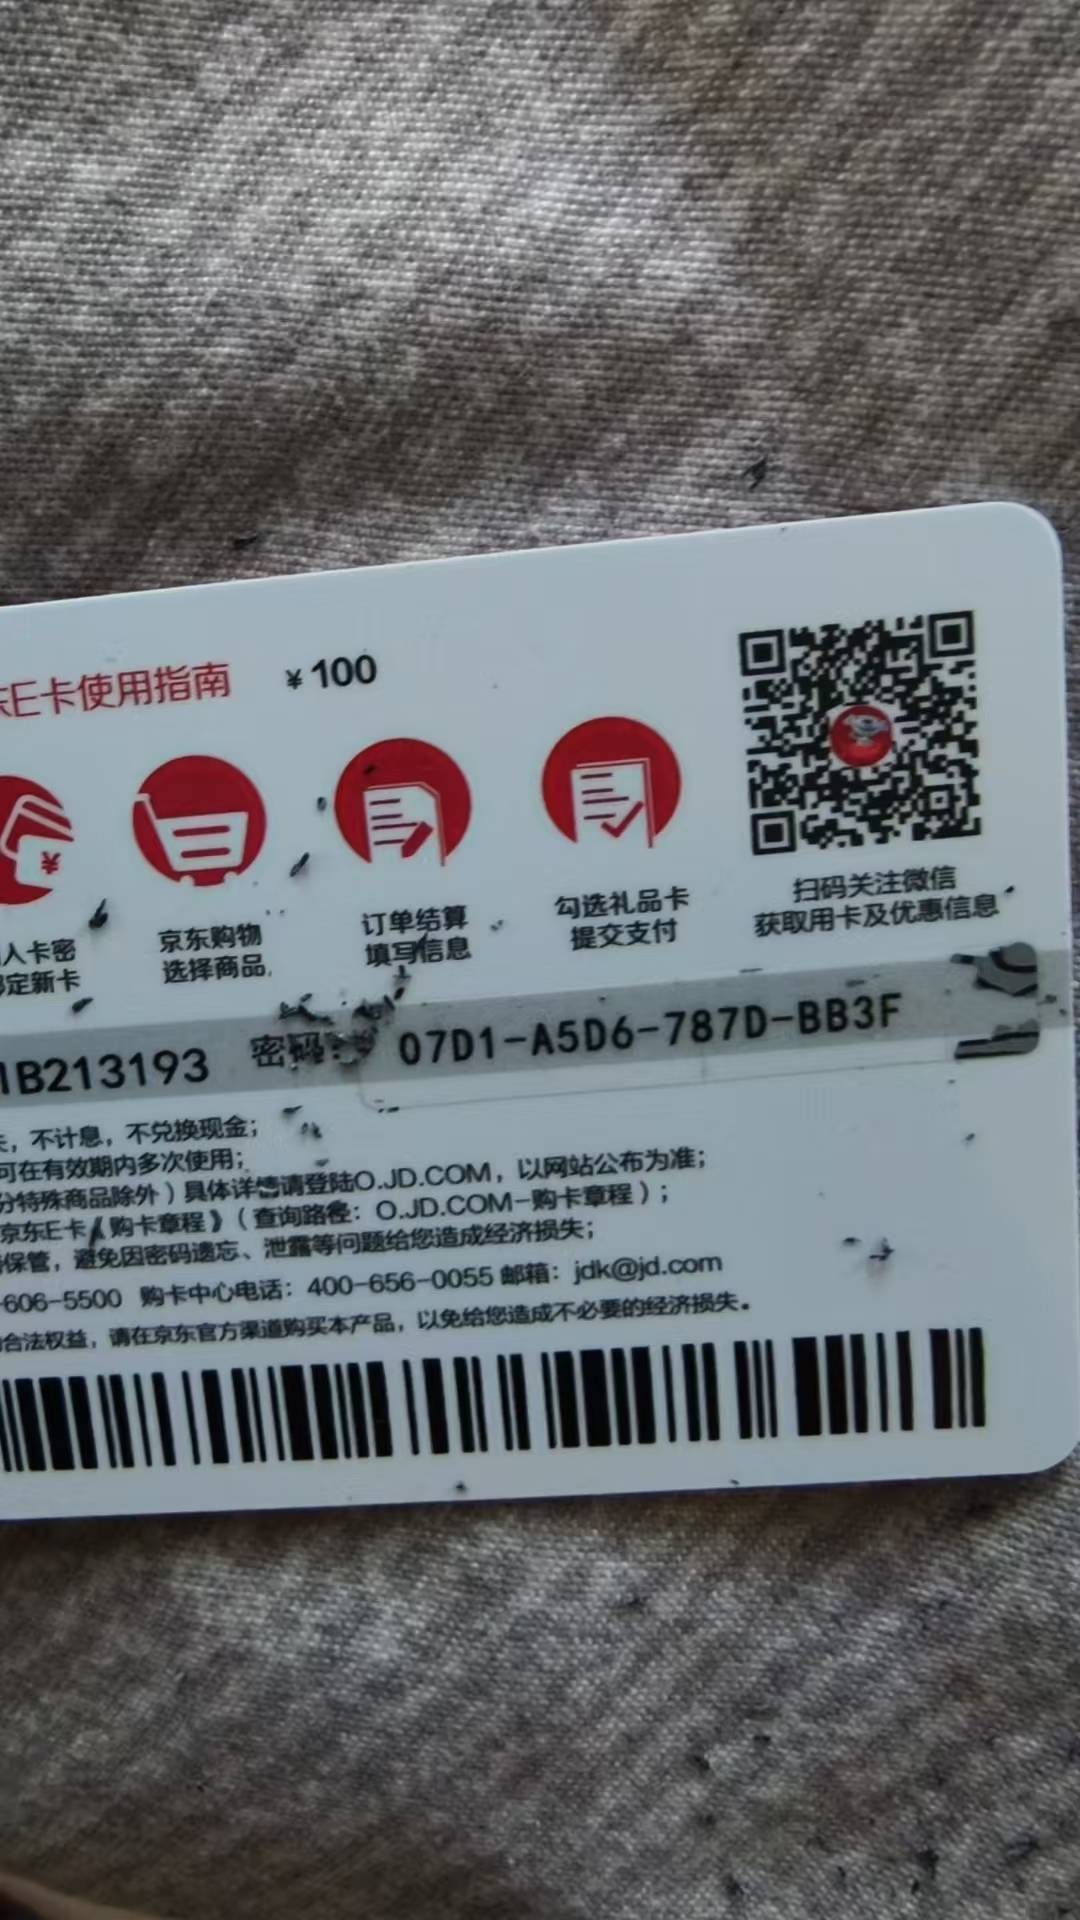 东E卡使用指南 ¥100
入卡密
绑定新卡
京东购物
选择商品
订单结算
填写信息
勾选礼品卡
提交支付
扫码关注微信
获取用卡及优惠信息
1B213193 密码: 07D1-A5D6-787D-BB3F
失，不计息，不兑换现金；
可在有效期内多次使用；
分特殊商品除外）具体详情请登陆O.JD.COM，以网站公布为准；
京东E卡《购卡章程》（查询路径：O.JD.COM-购卡章程）；
保管，避免因密码遗忘、泄露等问题给您造成经济损失；
-606-5500 购卡中心电话：400-656-0055 邮箱：jdk@jd.com
合法权益，请在京东官方渠道购买本产品，以免给您造成不必要的经济损失。